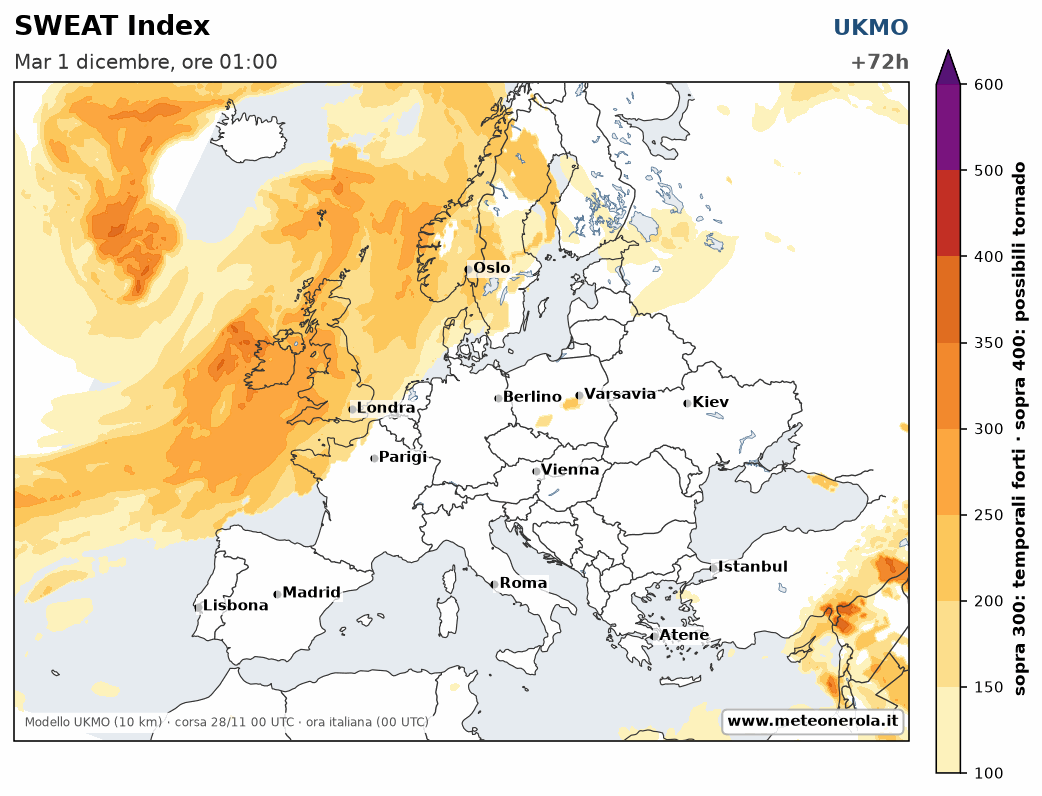 SWEAT Index
UKMO
Mar 1 dicembre, ore 01:00
+72h
600
500
400
350
300
250
200
150
100
sopra 300: temporali forti · sopra 400: possibili tornado
Oslo
Londra
Berlino
Varsavia
Kiev
Parigi
Vienna
Istanbul
Roma
Madrid
Lisbona
Atene
Modello UKMO (10 km) · corsa 28/11 00 UTC · ora italiana (00 UTC)
www.meteonerola.it